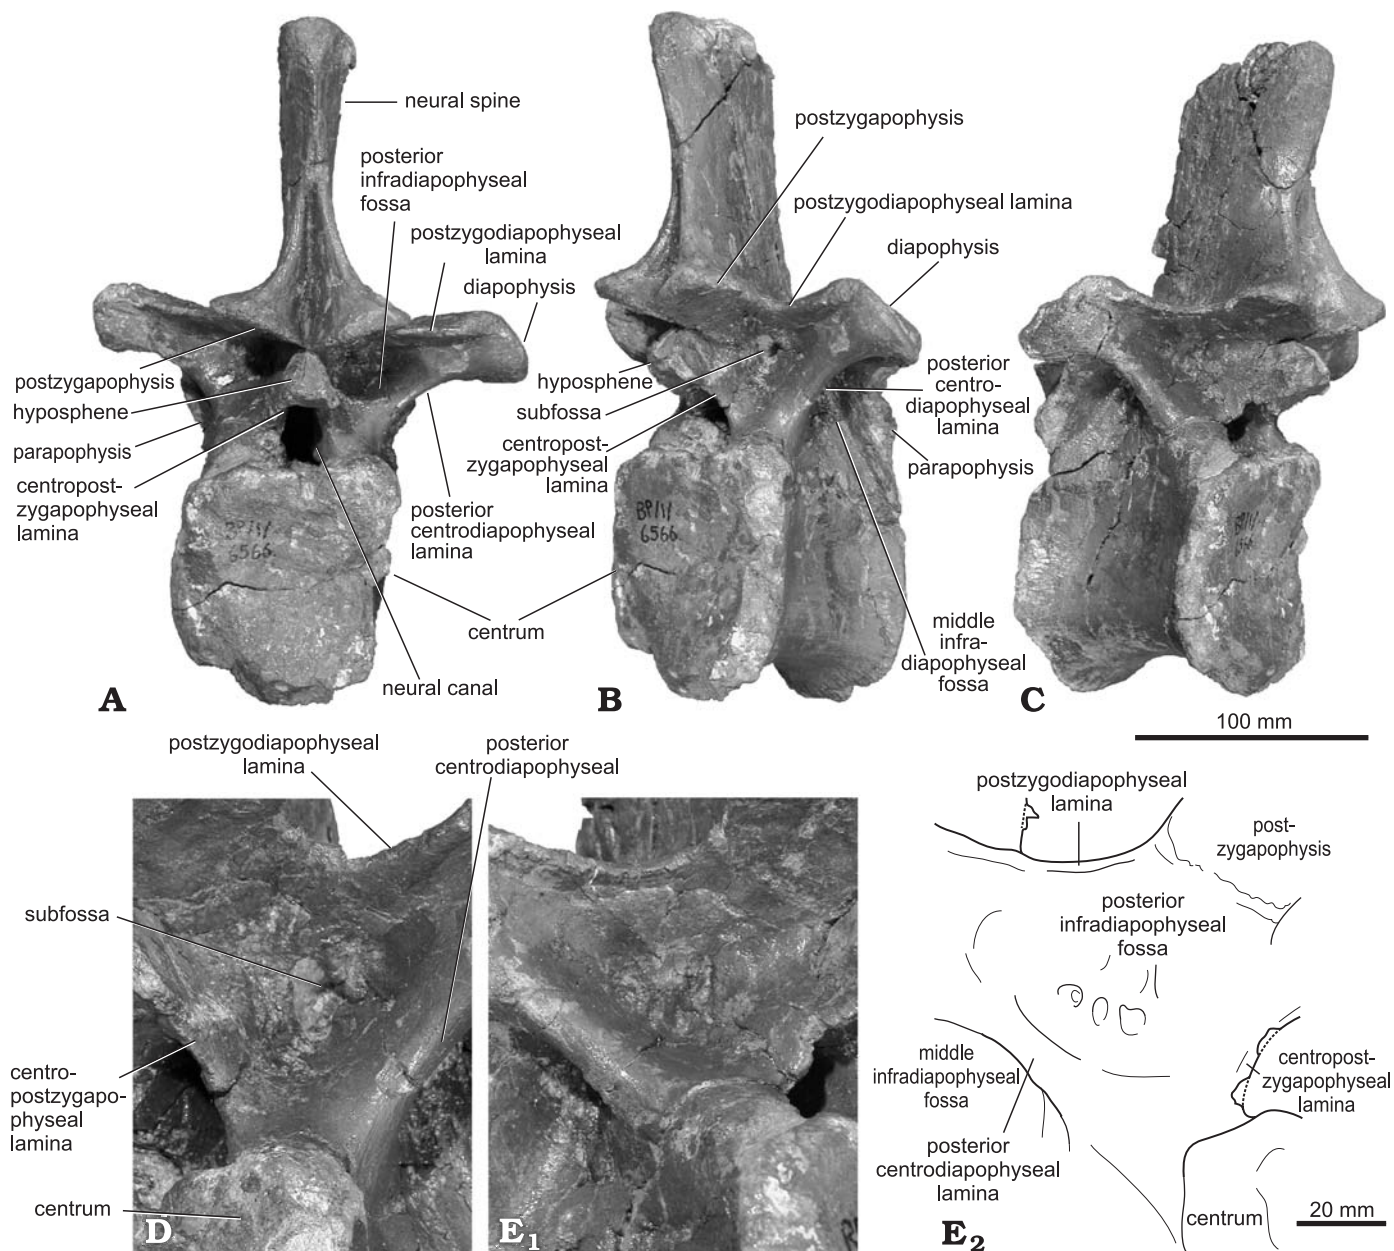 neural spine
posterior
infradiapophyseal
fossa
postzygodiapophyseal
lamina
diapophysis
postzygapophysis
hyposphene
parapophysis
centropost-
zygapophyseal
lamina
posterior
centrodiapophyseal
lamina
centrum
neural canal
BP/1/
6566
A
postzygapophysis
postzygodiapophyseal lamina
diapophysis
hyposphene
subfossa
centropost-
zygapophyseal
lamina
posterior
centro-
diapophyseal
lamina
parapophysis
middle
infra-
diapophyseal
fossa
BP/1/
6566
B
BP/1/
6566
C
100 mm
postzygodiapophyseal
lamina
posterior
centrodiapophyseal
subfossa
centro-
postzygapo-
physeal
lamina
centrum
D
E1
postzygodiapophyseal
lamina
post-
zygapophysis
posterior
infradiapophyseal
fossa
middle
infradiapophyseal
fossa
centropost-
zygapophyseal
lamina
posterior
centrodiapophyseal
lamina
centrum
E2
20 mm